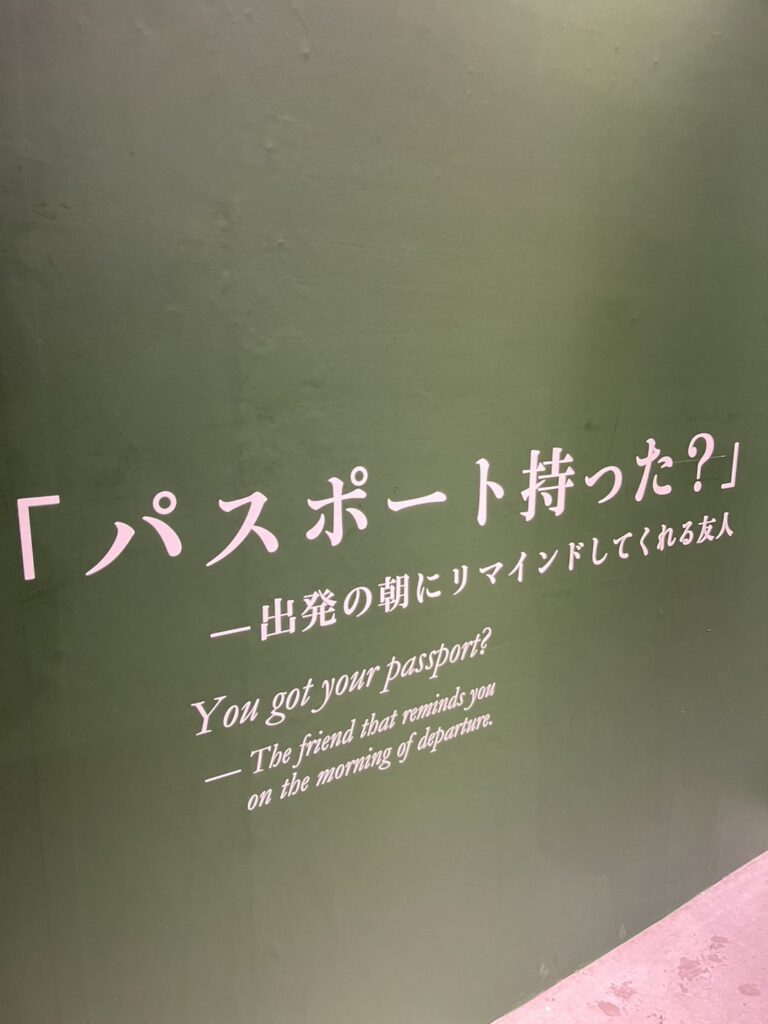 「パスポート持った？」
—出発の朝にリマインドしてくれる友人
You got your passport?
— The friend that reminds you
on the morning of departure.